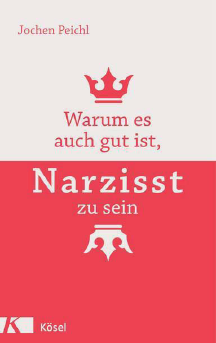 Jochen Peichl
Warum es
auch gut ist,
Narzisst
zu sein
Kösel